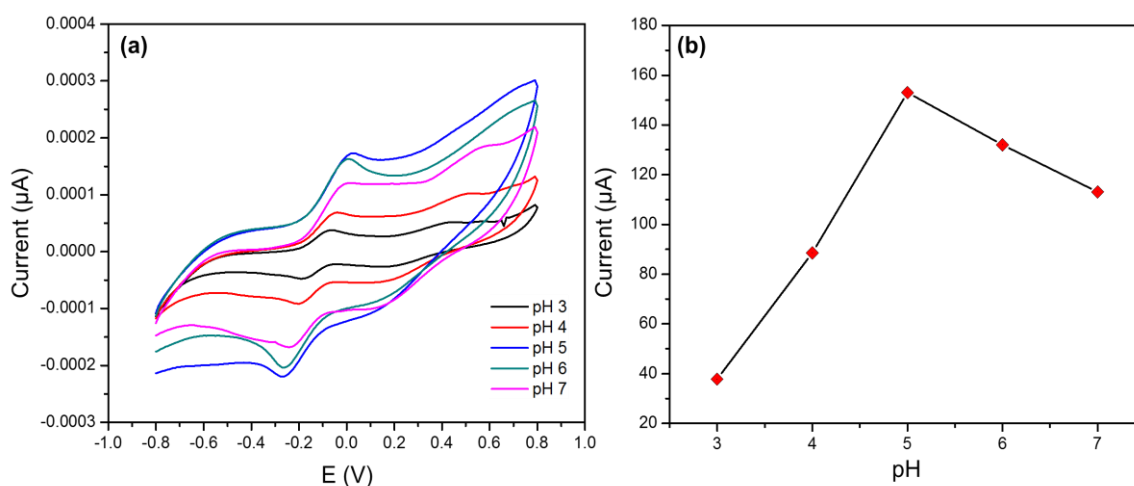 (a)
0.0004
0.0003
0.0002
0.0001
0.0000
-0.0001
-0.0002
-0.0003
Current (µA)
-1.0 -0.8 -0.6 -0.4 -0.2 0.0 0.2 0.4 0.6 0.8 1.0
E (V)
pH 3
pH 4
pH 5
pH 6
pH 7
(b)
180
160
140
120
100
80
60
40
20
Current (µA)
3 4 5 6 7
pH